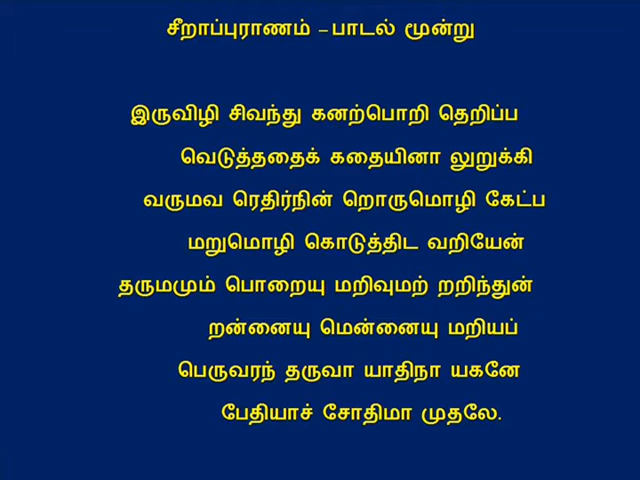 சீறாப்புராணம் – பாடல் மூன்று
இருவிழி சிவந்து கனற்பொறி தெறிப்ப
வெடுத்ததைக் கதையினா லுறுக்கி
வருமவ ரெதிர்நின் றொருமொழி கேட்ப
மறுமொழி கொடுத்திட வறியேன்
தருமமும் பொறையு மறிவுமற் றறிந்துன்
றன்னையு மென்னையு மறியப்
பெருவரந் தருவா யாதிநா யகனே
பேதியாச் சோதிமா முதலே.